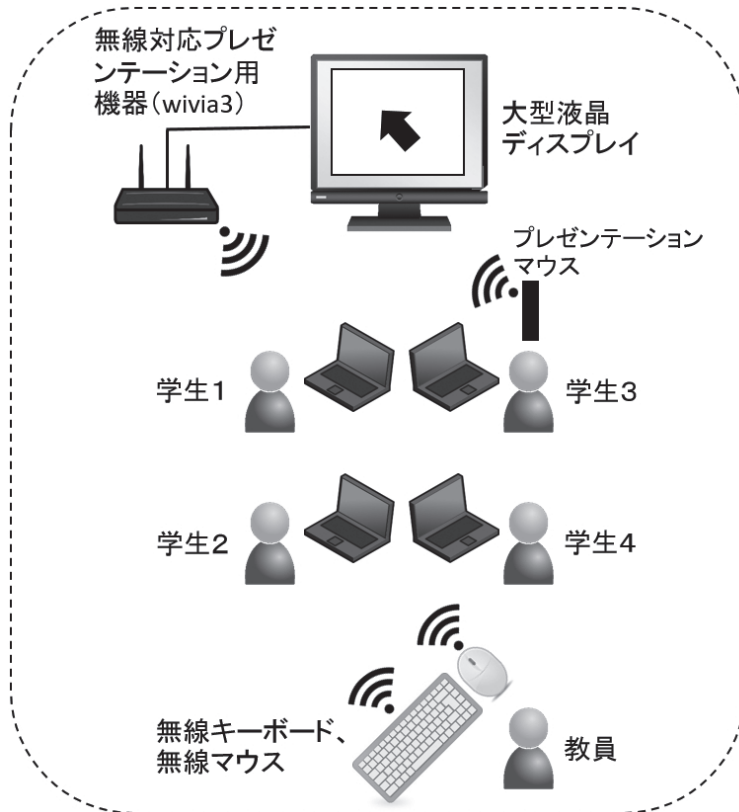 無線対応プレゼ
ンテーション用
機器(wivia3)
大型液晶
ディスプレイ
プレゼンテーション
マウス
学生1
学生3
学生2
学生4
無線キーボード、
無線マウス
教員